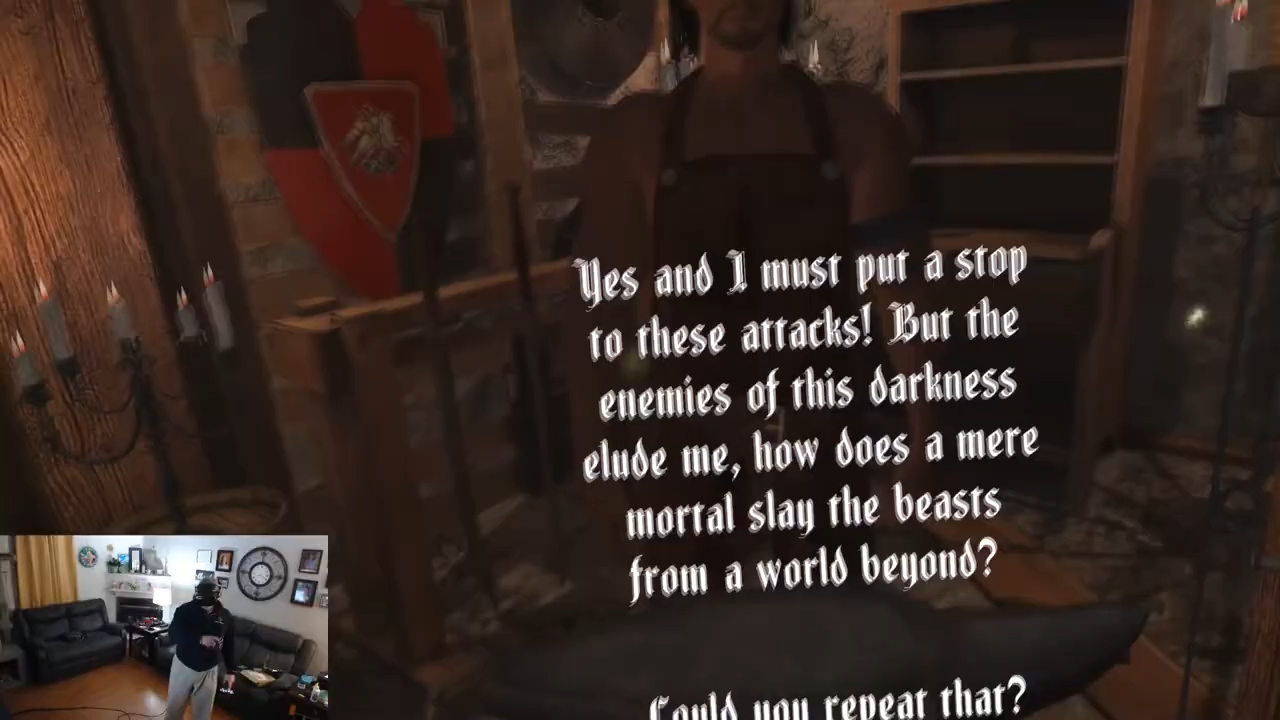 Yes and I must put a stop
to these attacks! But the
enemies of this darkness
elude me, how does a mere
mortal slay the beasts
from a world beyond?
Could you repeat that?